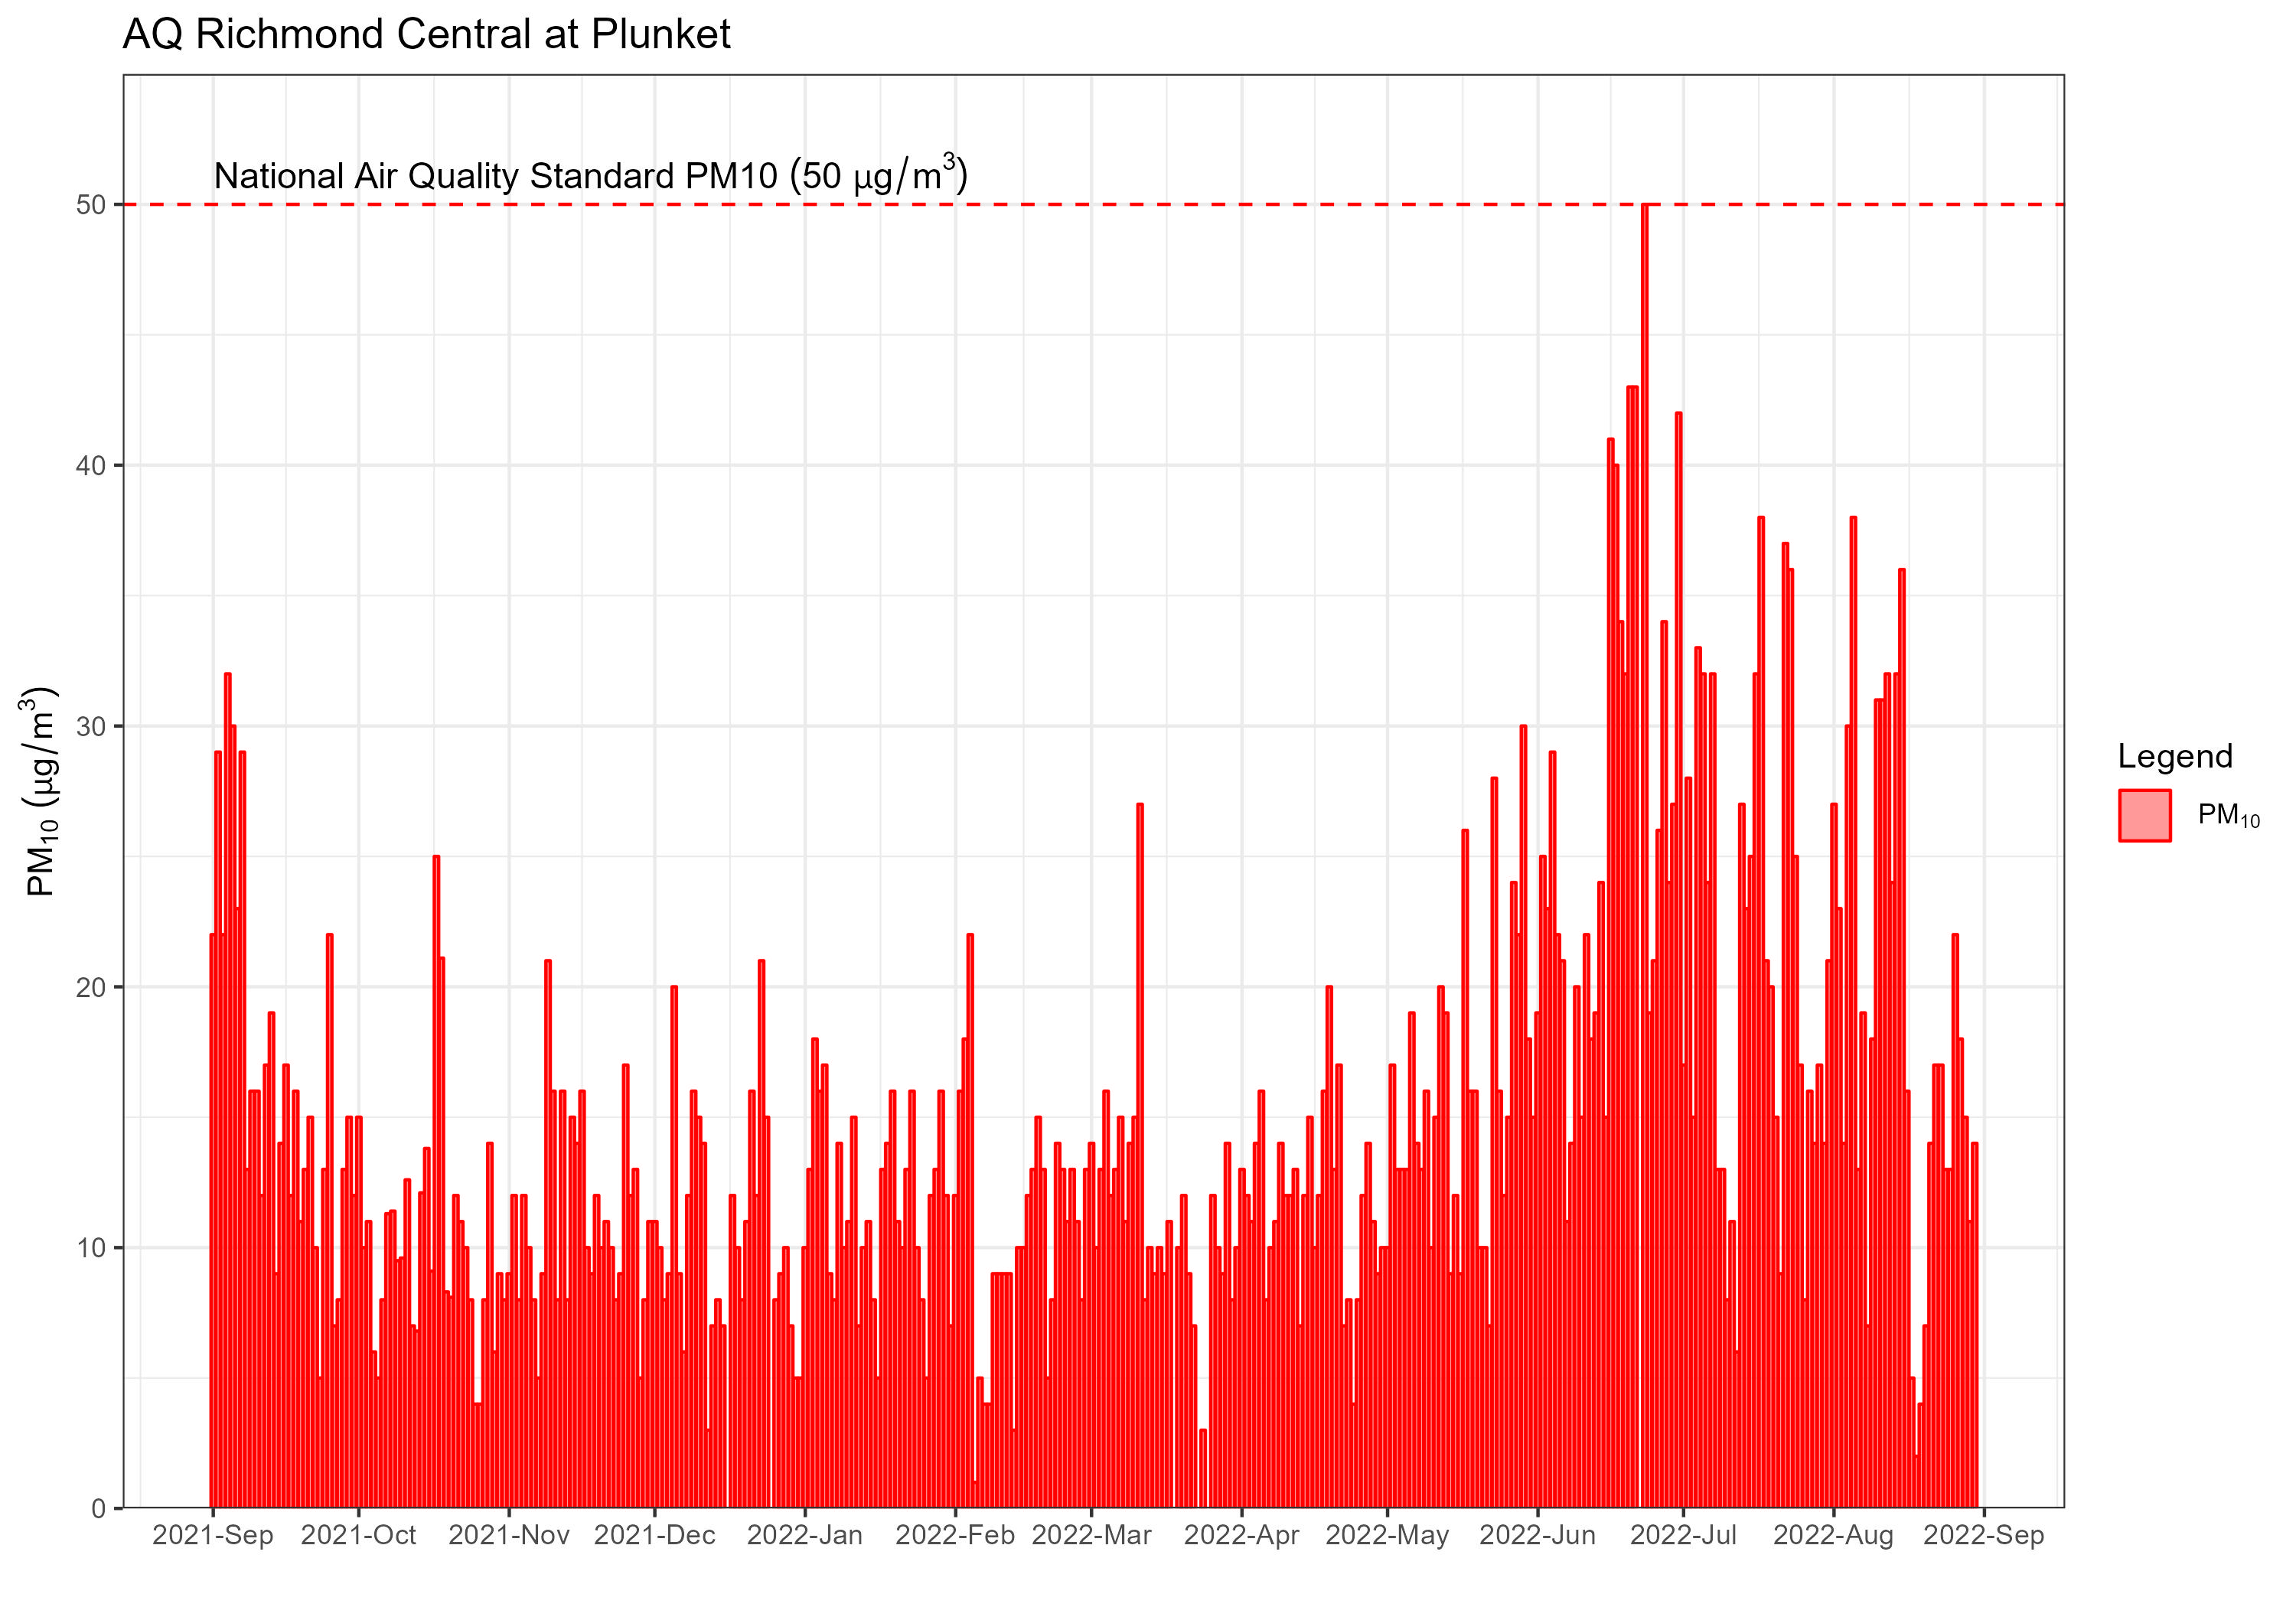 AQ Richmond Central at Plunket
National Air Quality Standard PM10 (50 μg/m³)
PM₁₀ (μg/m³)
50
40
30
20
10
0
2021-Sep 2021-Oct 2021-Nov 2021-Dec 2022-Jan 2022-Feb 2022-Mar 2022-Apr 2022-May 2022-Jun 2022-Jul 2022-Aug 2022-Sep
Legend
PM₁₀